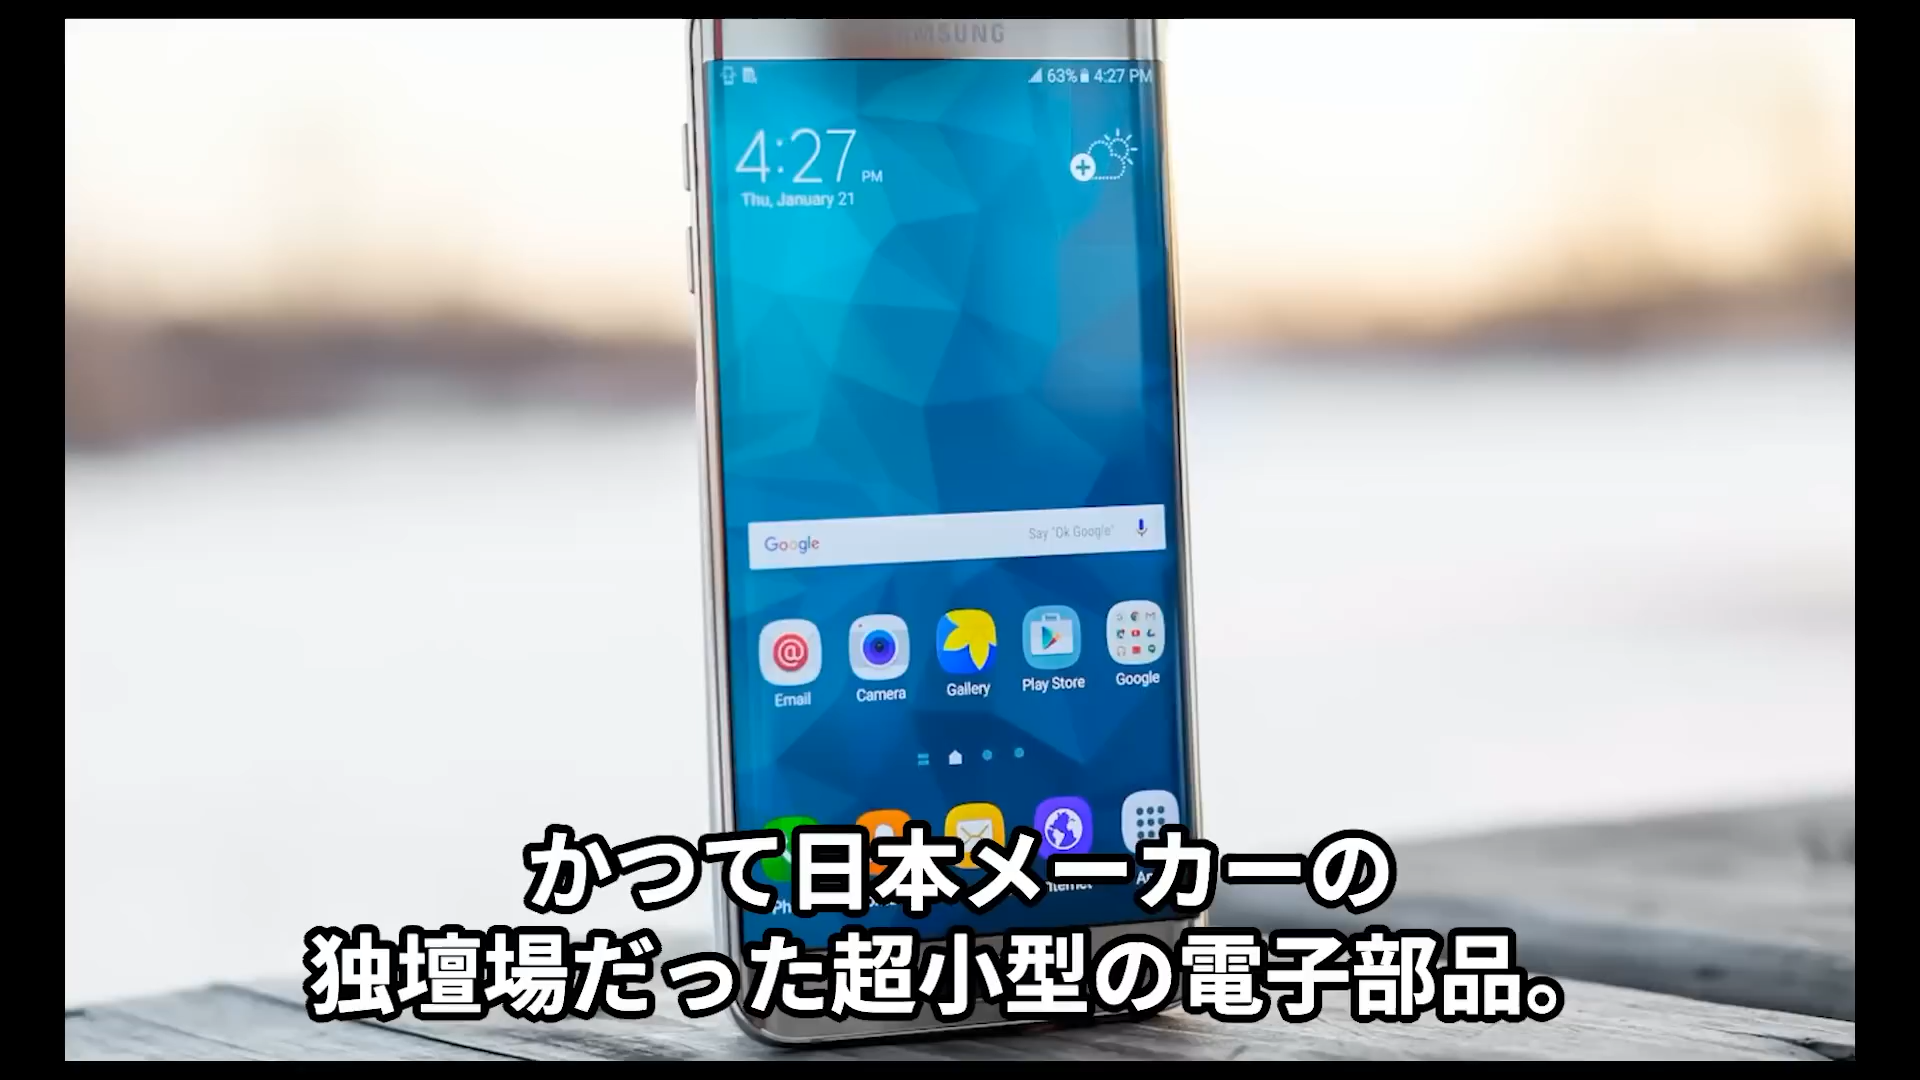 SAMSUNG
63% 4:27 PM
4:27 PM
Thu, January 21
Google Say "Ok Google"
Email Camera Gallery Play Store Google
かつて日本メーカーの
独壇場だった超小型の電子部品。